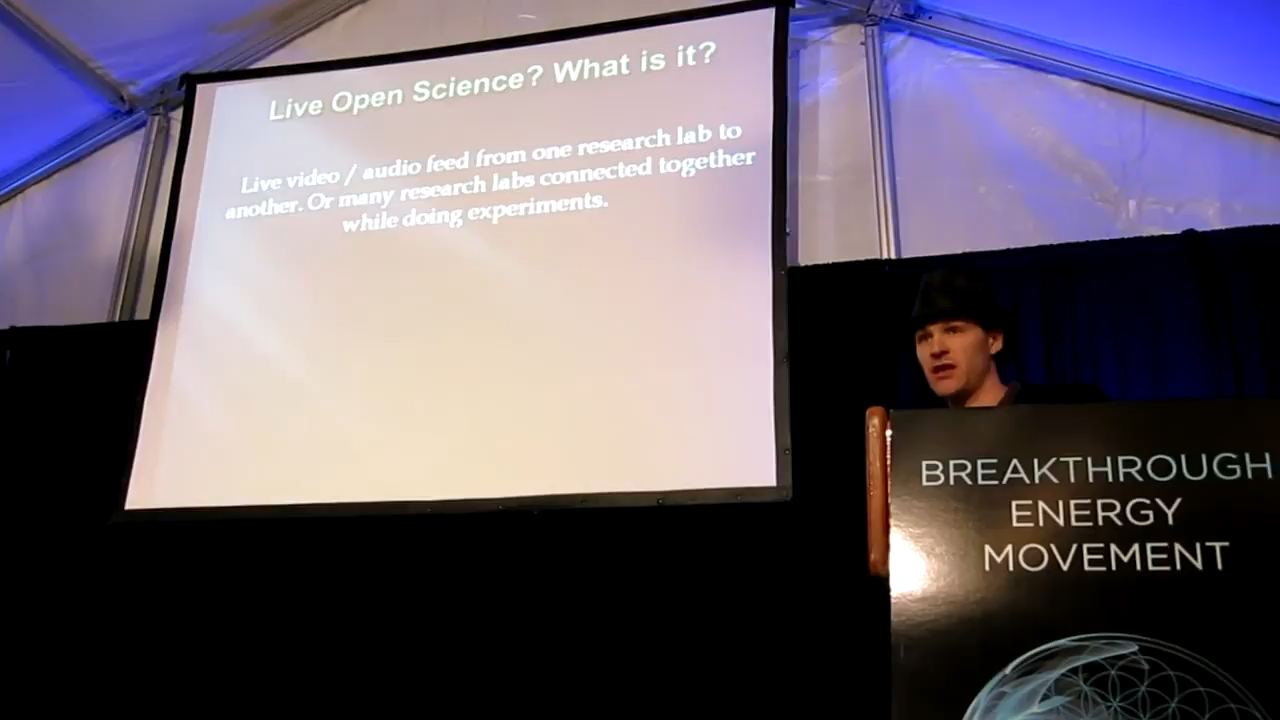 Live Open Science? What is it?
Live video / audio feed from one research lab to
another. Or many research labs connected together
while doing experiments.
BREAKTHROUGH
ENERGY
MOVEMENT